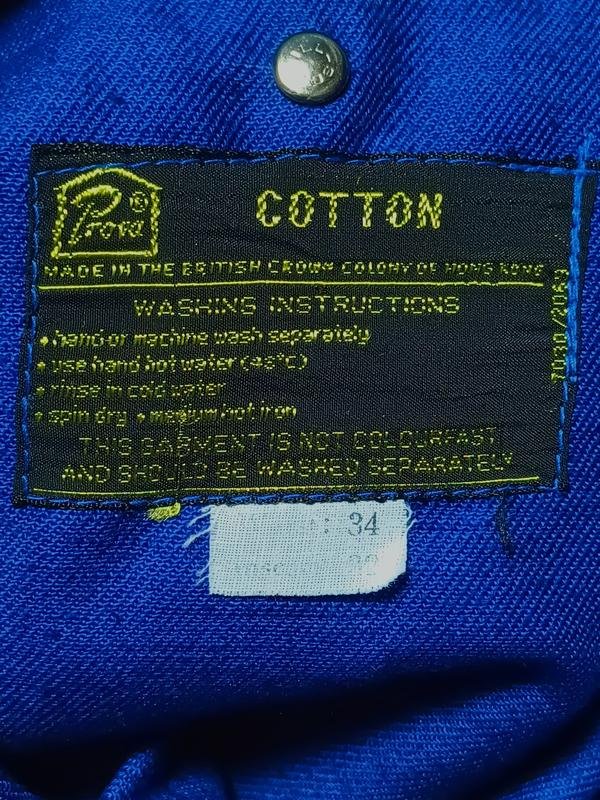 Prova ®
COTTON
MADE IN THE BRITISH CROWN COLONY OF HONG KONG
WASHING INSTRUCTIONS
• hand or machine wash separately
• use hand hot water (48°C)
• rinse in cold water
• spin dry • medium hot iron
THIS GARMENT IS NOT COLOURFAST
AND SHOULD BE WASHED SEPARATELY
7030/2063
: 34